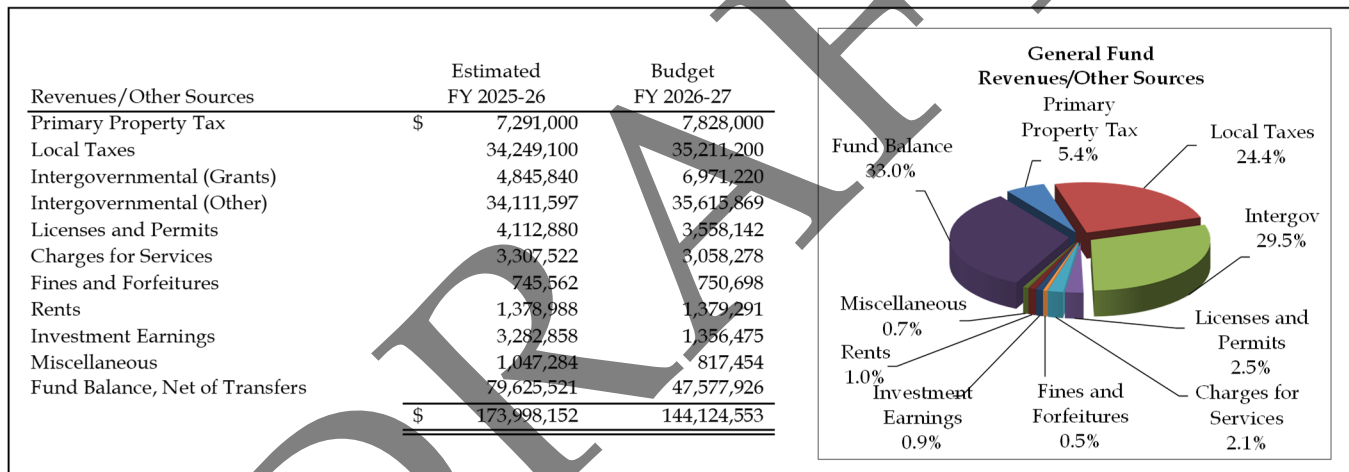 Estimated Budget
Revenues/Other Sources FY 2025-26 FY 2026-27
Primary Property Tax $ 7,291,000 7,828,000
Local Taxes 34,249,100 35,211,200
Intergovernmental (Grants) 4,845,840 6,971,220
Intergovernmental (Other) 34,111,597 35,615,869
Licenses and Permits 4,112,880 3,558,142
Charges for Services 3,307,522 3,058,278
Fines and Forfeitures 745,562 750,698
Rents 1,378,988 1,379,291
Investment Earnings 3,282,858 1,356,475
Miscellaneous 1,047,284 817,454
Fund Balance, Net of Transfers 79,625,521 47,577,926
$ 173,998,152 144,124,553
General Fund
Revenues/Other Sources
Primary
Property Tax
5.4%
Local Taxes
24.4%
Fund Balance
33.0%
Intergov
29.5%
Miscellaneous
0.7%
Licenses and
Permits
2.5%
Rents
1.0%
Investment
Earnings
0.9%
Fines and
Forfeitures
0.5%
Charges for
Services
2.1%
DRAF